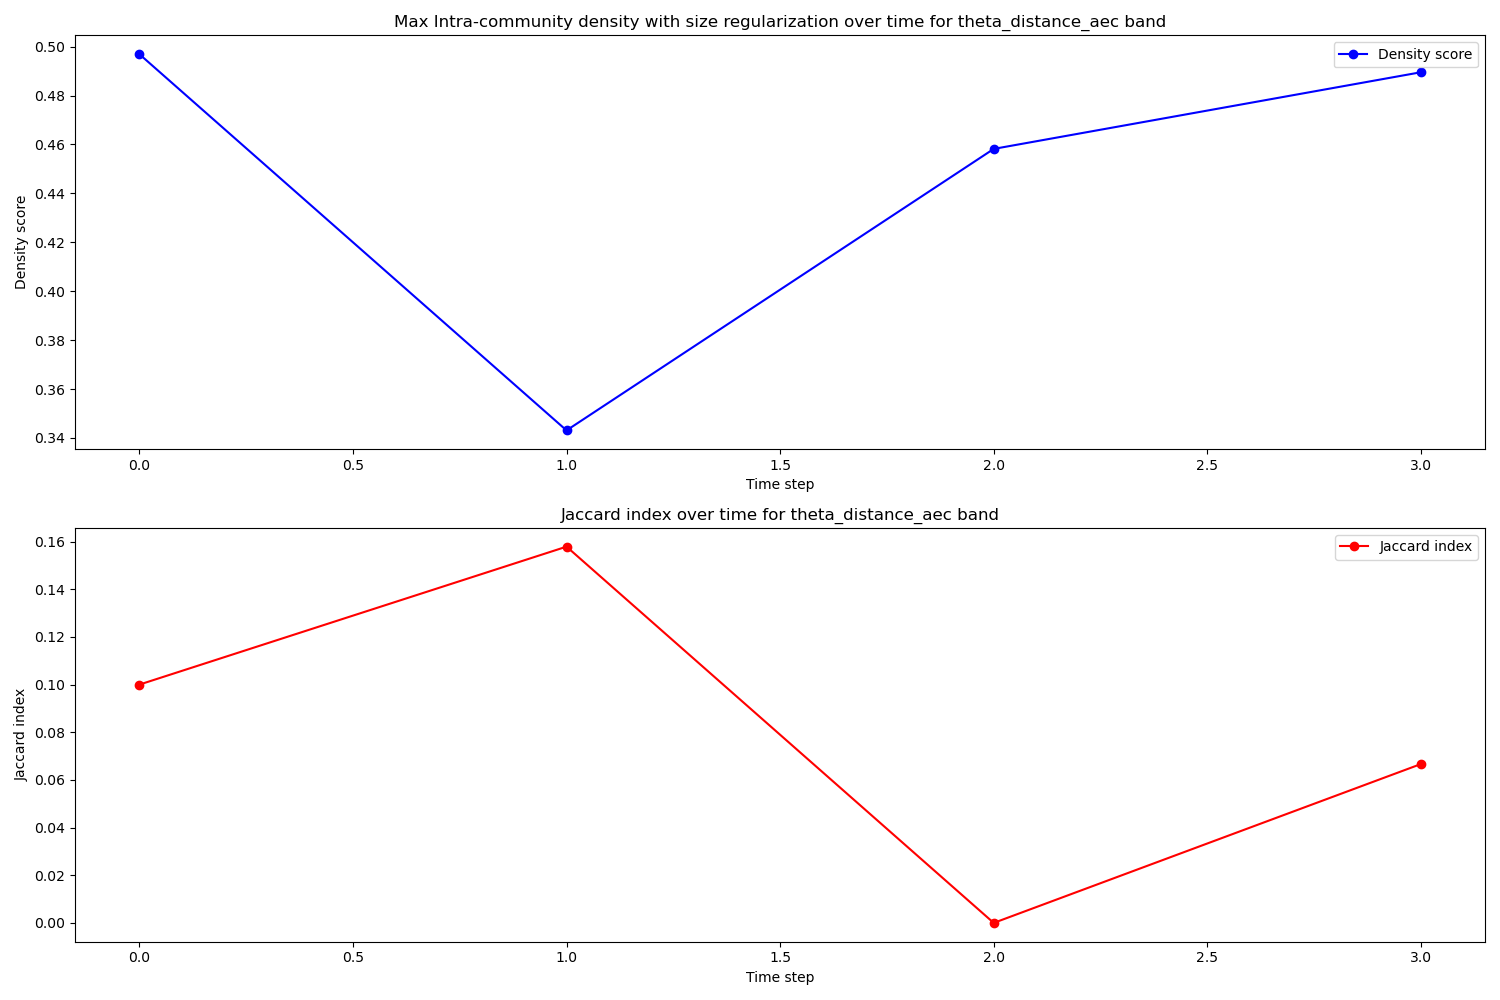 Max Intra-community density with size regularization over time for theta_distance_aec band
Density score
0.50
0.48
0.46
0.44
0.42
0.40
0.38
0.36
0.34
Density score
0.0 0.5 1.0 1.5 2.0 2.5 3.0
Time step
Jaccard index over time for theta_distance_aec band
Jaccard index
0.16
0.14
0.12
0.10
0.08
0.06
0.04
0.02
0.00
Jaccard index
0.0 0.5 1.0 1.5 2.0 2.5 3.0
Time step